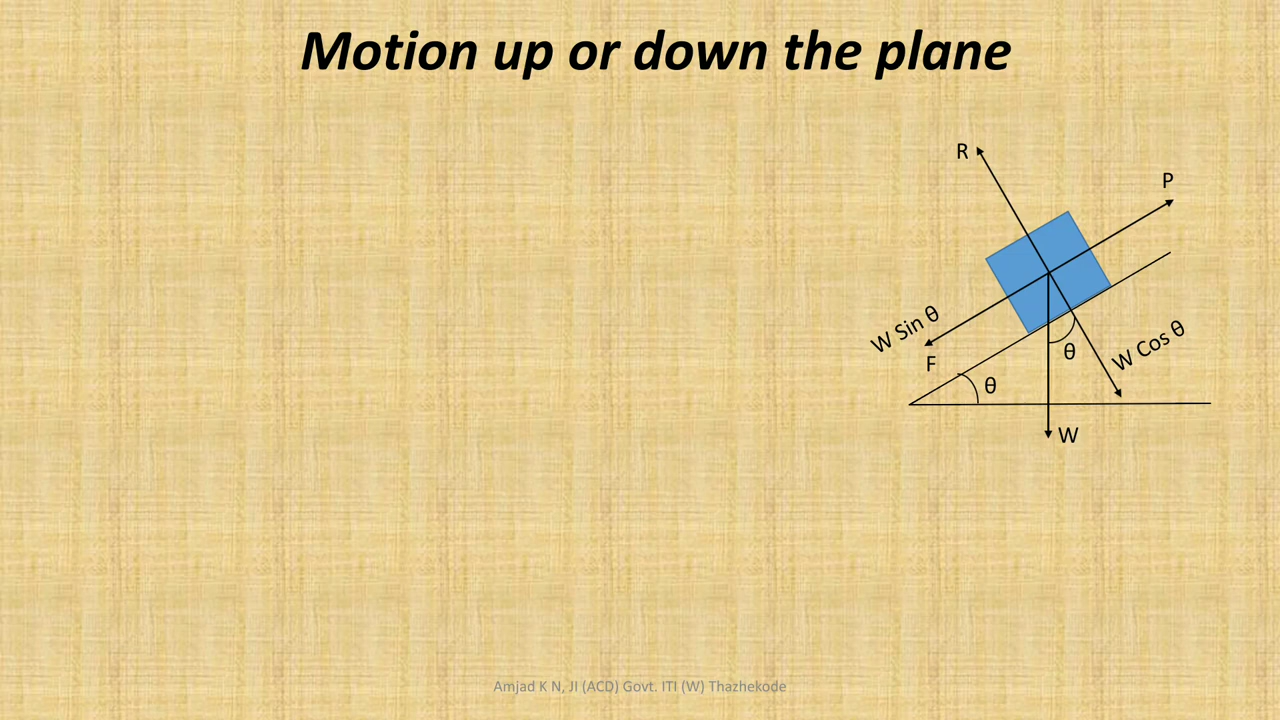 Motion up or down the plane
R
P
W Sin θ
F
θ
θ
W Cos θ
W
Amjad K N, JI (ACD) Govt. ITI (W) Thazhekode